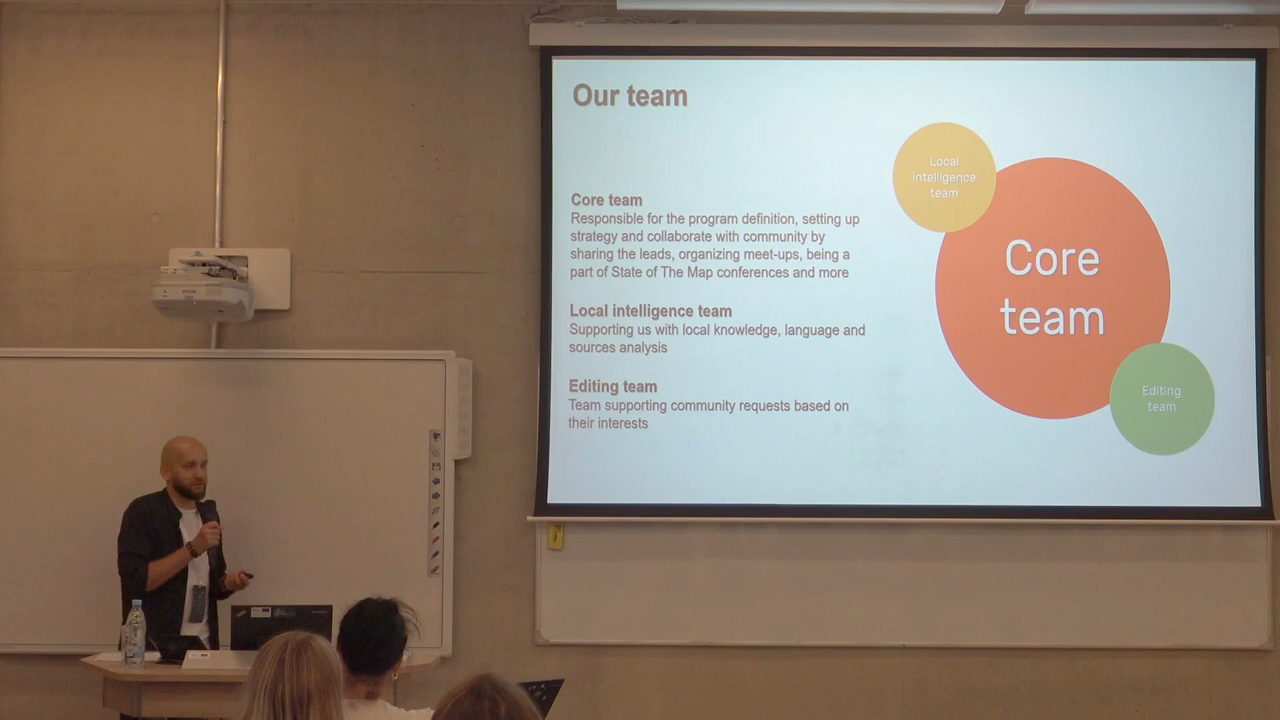 Our team
Core team
Responsible for the program definition, setting up
strategy and collaborate with community by
sharing the leads, organizing meet-ups, being a
part of State of The Map conferences and more
Local intelligence team
Supporting us with local knowledge, language and
sources analysis
Editing team
Team supporting community requests based on
their interests
Local
intelligence
team
Core
team
Editing
team
EPSON